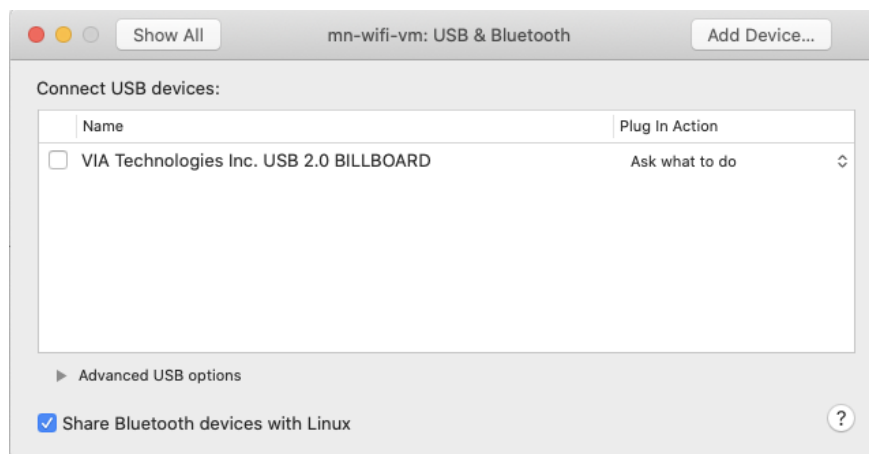 Show All mn-wifi-vm: USB & Bluetooth Add Device...
Connect USB devices:
Name Plug In Action
VIA Technologies Inc. USB 2.0 BILLBOARD Ask what to do
Advanced USB options
Share Bluetooth devices with Linux ?